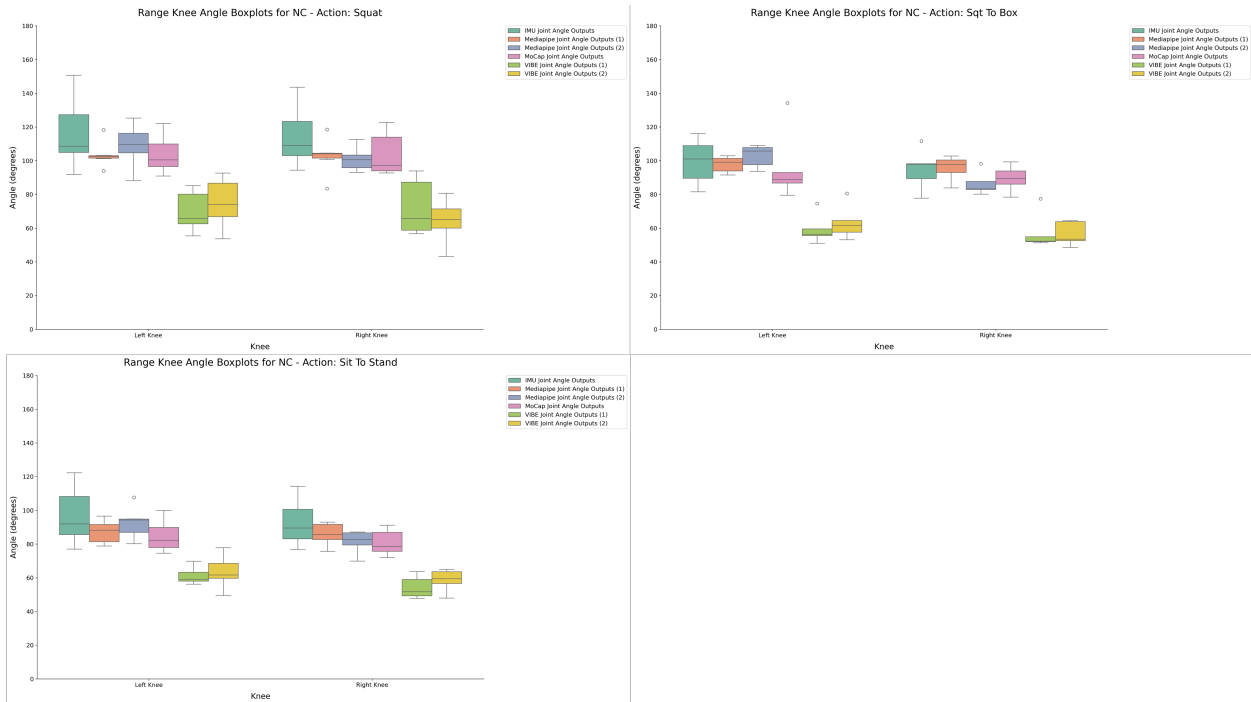 Range Knee Angle Boxplots for NC - Action: Squat
180
160
140
120
100
80
60
40
20
0
Angle (degrees)
Left Knee
Right Knee
Knee
IMU Joint Angle Outputs
Mediapipe Joint Angle Outputs (1)
Mediapipe Joint Angle Outputs (2)
MoCap Joint Angle Outputs
VIBE Joint Angle Outputs (1)
VIBE Joint Angle Outputs (2)
Range Knee Angle Boxplots for NC - Action: Sqt To Box
180
160
140
120
100
80
60
40
20
0
Angle (degrees)
Left Knee
Right Knee
Knee
IMU Joint Angle Outputs
Mediapipe Joint Angle Outputs (1)
Mediapipe Joint Angle Outputs (2)
MoCap Joint Angle Outputs
VIBE Joint Angle Outputs (1)
VIBE Joint Angle Outputs (2)
Range Knee Angle Boxplots for NC - Action: Sit To Stand
180
160
140
120
100
80
60
40
20
0
Angle (degrees)
Left Knee
Right Knee
Knee
IMU Joint Angle Outputs
Mediapipe Joint Angle Outputs (1)
Mediapipe Joint Angle Outputs (2)
MoCap Joint Angle Outputs
VIBE Joint Angle Outputs (1)
VIBE Joint Angle Outputs (2)